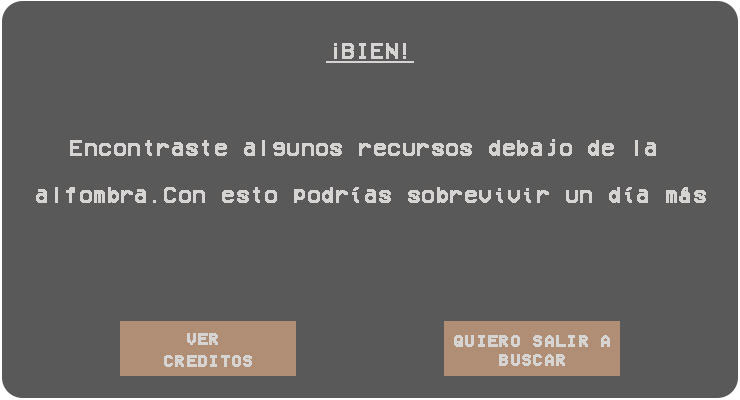 ¡BIEN!
Encontraste algunos recursos debajo de la
alfombra.Con esto podrías sobrevivir un día más
VER
CREDITOS
QUIERO SALIR A
BUSCAR